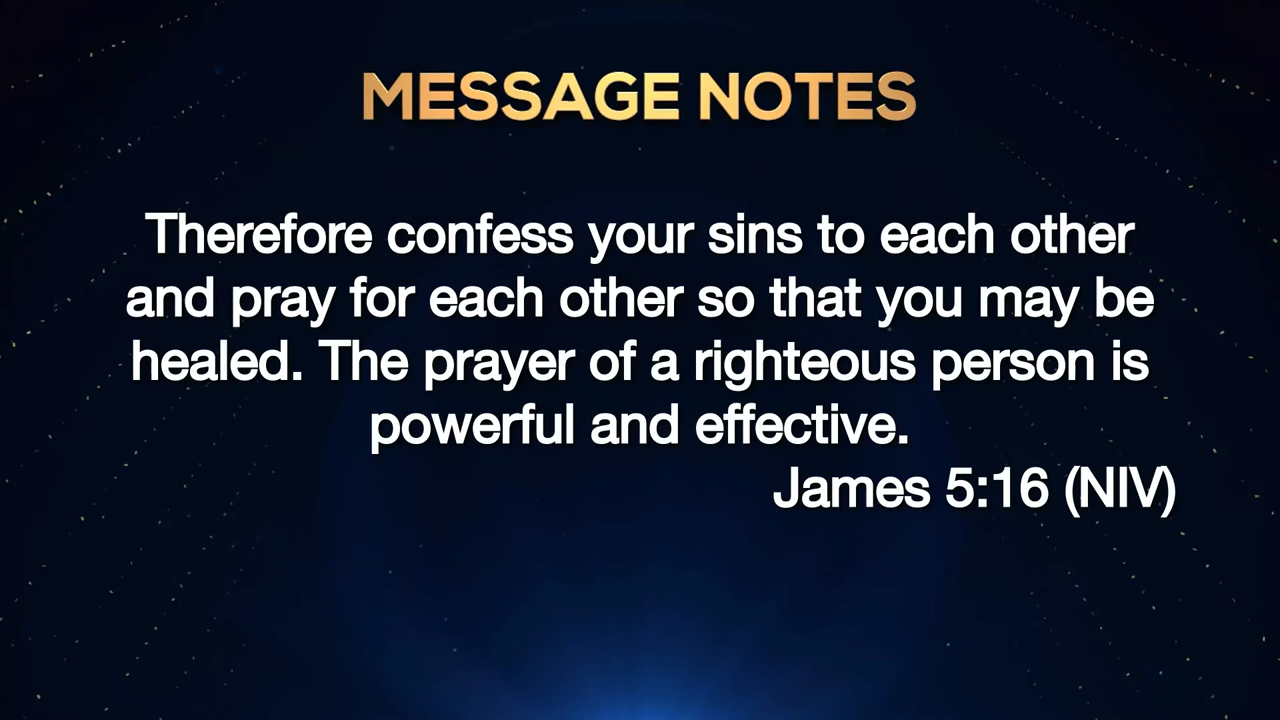 MESSAGE NOTES
Therefore confess your sins to each other
and pray for each other so that you may be
healed. The prayer of a righteous person is
powerful and effective.
James 5:16 (NIV)